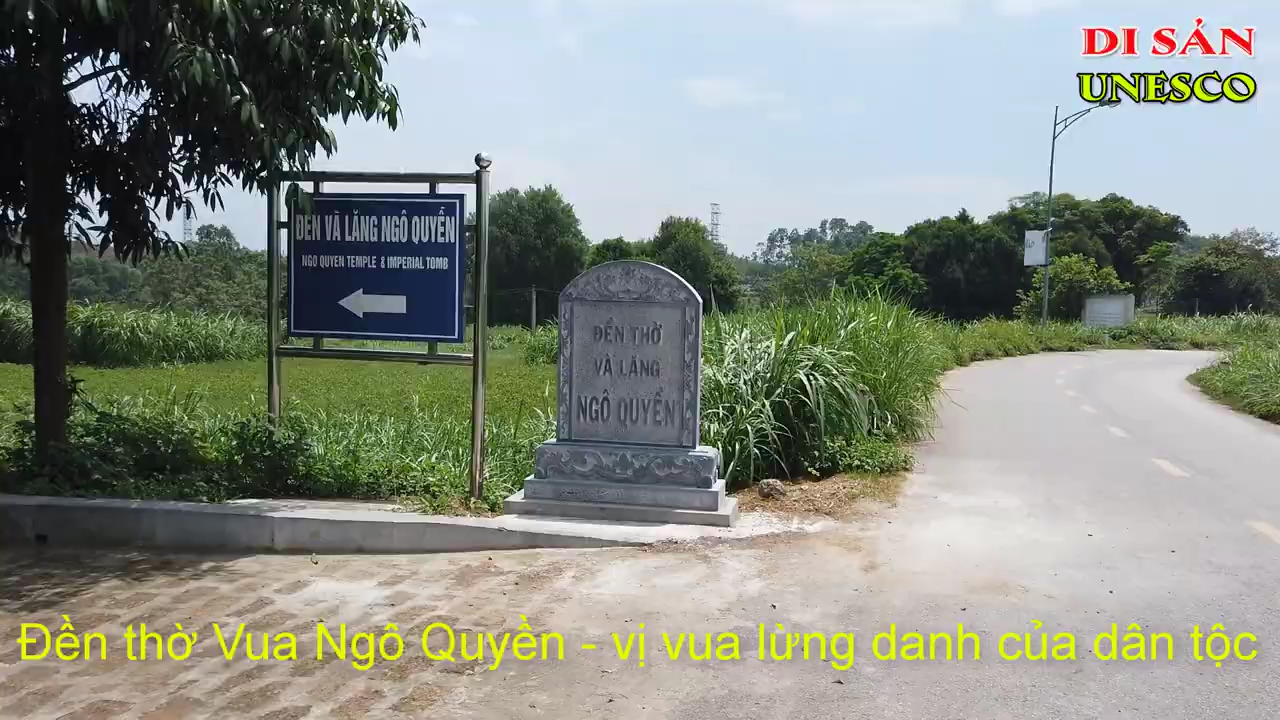 DI SẢN
UNESCO
ĐỀN VÀ LĂNG NGÔ QUYỀN
NGO QUYEN TEMPLE & IMPERIAL TOMB
ĐỀN THỜ
VÀ LĂNG
NGÔ QUYỀN
Đền thờ Vua Ngô Quyền - vị vua lừng danh của dân tộc